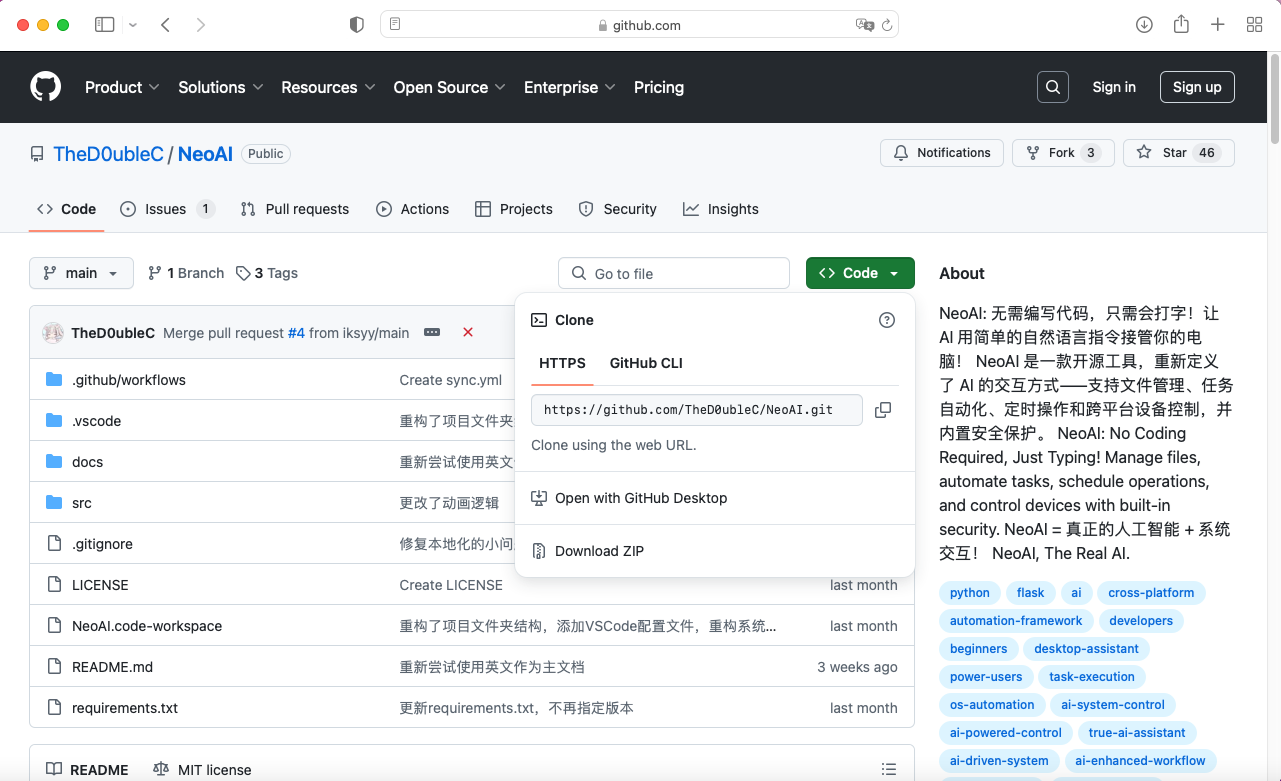 github.com
Product Solutions Resources Open Source Enterprise Pricing Sign in Sign up
TheD0ubleC / NeoAI Public Notifications Fork 3 Star 46
Code Issues 1 Pull requests Actions Projects Security Insights
main 1 Branch 3 Tags Go to file Code
Clone
HTTPS GitHub CLI
https://github.com/TheD0ubleC/NeoAI.git
Clone using the web URL.
Open with GitHub Desktop
Download ZIP
TheD0ubleC Merge pull request #4 from iksyy/main
.github/workflows Create sync.yml
.vscode 重构了项目文件夹
docs 重新尝试使用英文
src 更改了动画逻辑
.gitignore 修复本地化的小问
LICENSE Create LICENSE last month
NeoAI.code-workspace 重构了项目文件夹结构，添加VSCode配置文件，重构系统... last month
README.md 重新尝试使用英文作为主文档 3 weeks ago
requirements.txt 更新requirements.txt，不再指定版本 last month
README MIT license
About
NeoAI: 无需编写代码，只需会打字！让
AI 用简单的自然语言指令接管你的电
脑！ NeoAI 是一款开源工具，重新定义
了 AI 的交互方式——支持文件管理、任务
自动化、定时操作和跨平台设备控制，并
内置安全保护。 NeoAI: No Coding
Required, Just Typing! Manage files,
automate tasks, schedule operations,
and control devices with built-in
security. NeoAI = 真正的人工智能 + 系统
交互！ NeoAI, The Real AI.
python flask ai cross-platform
automation-framework developers
beginners desktop-assistant
power-users task-execution
os-automation ai-system-control
ai-powered-control true-ai-assistant
ai-driven-system ai-enhanced-workflow